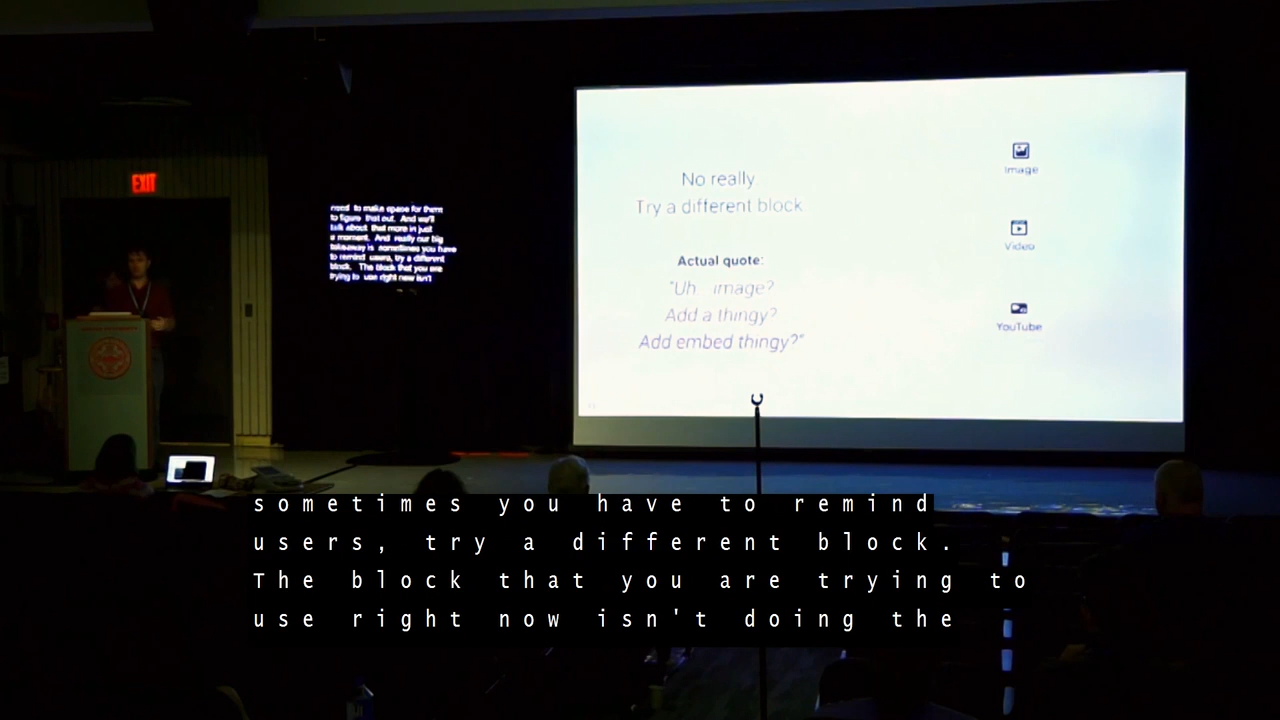 EXIT
need to make space for them
to figure that out. And we'll
talk about that more in just
a moment. And really our big
takeaway is sometimes you have
to remind users, try a different
block. The block that you are
trying to use right now isn't
No really
Try a different block
Actual quote:
"Uh image?
Add a thingy?
Add embed thingy?"
Image
Video
YouTube
sometimes you have to remind
users, try a different block.
The block that you are trying to
use right now isn't doing the